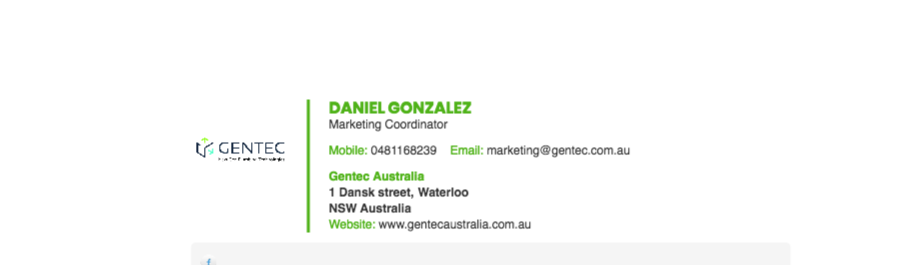 GENTEC
DANIEL GONZALEZ
Marketing Coordinator
Mobile: 0481168239 Email: marketing@gentec.com.au
Gentec Australia
1 Dansk street, Waterloo
NSW Australia
Website: www.gentecaustralia.com.au